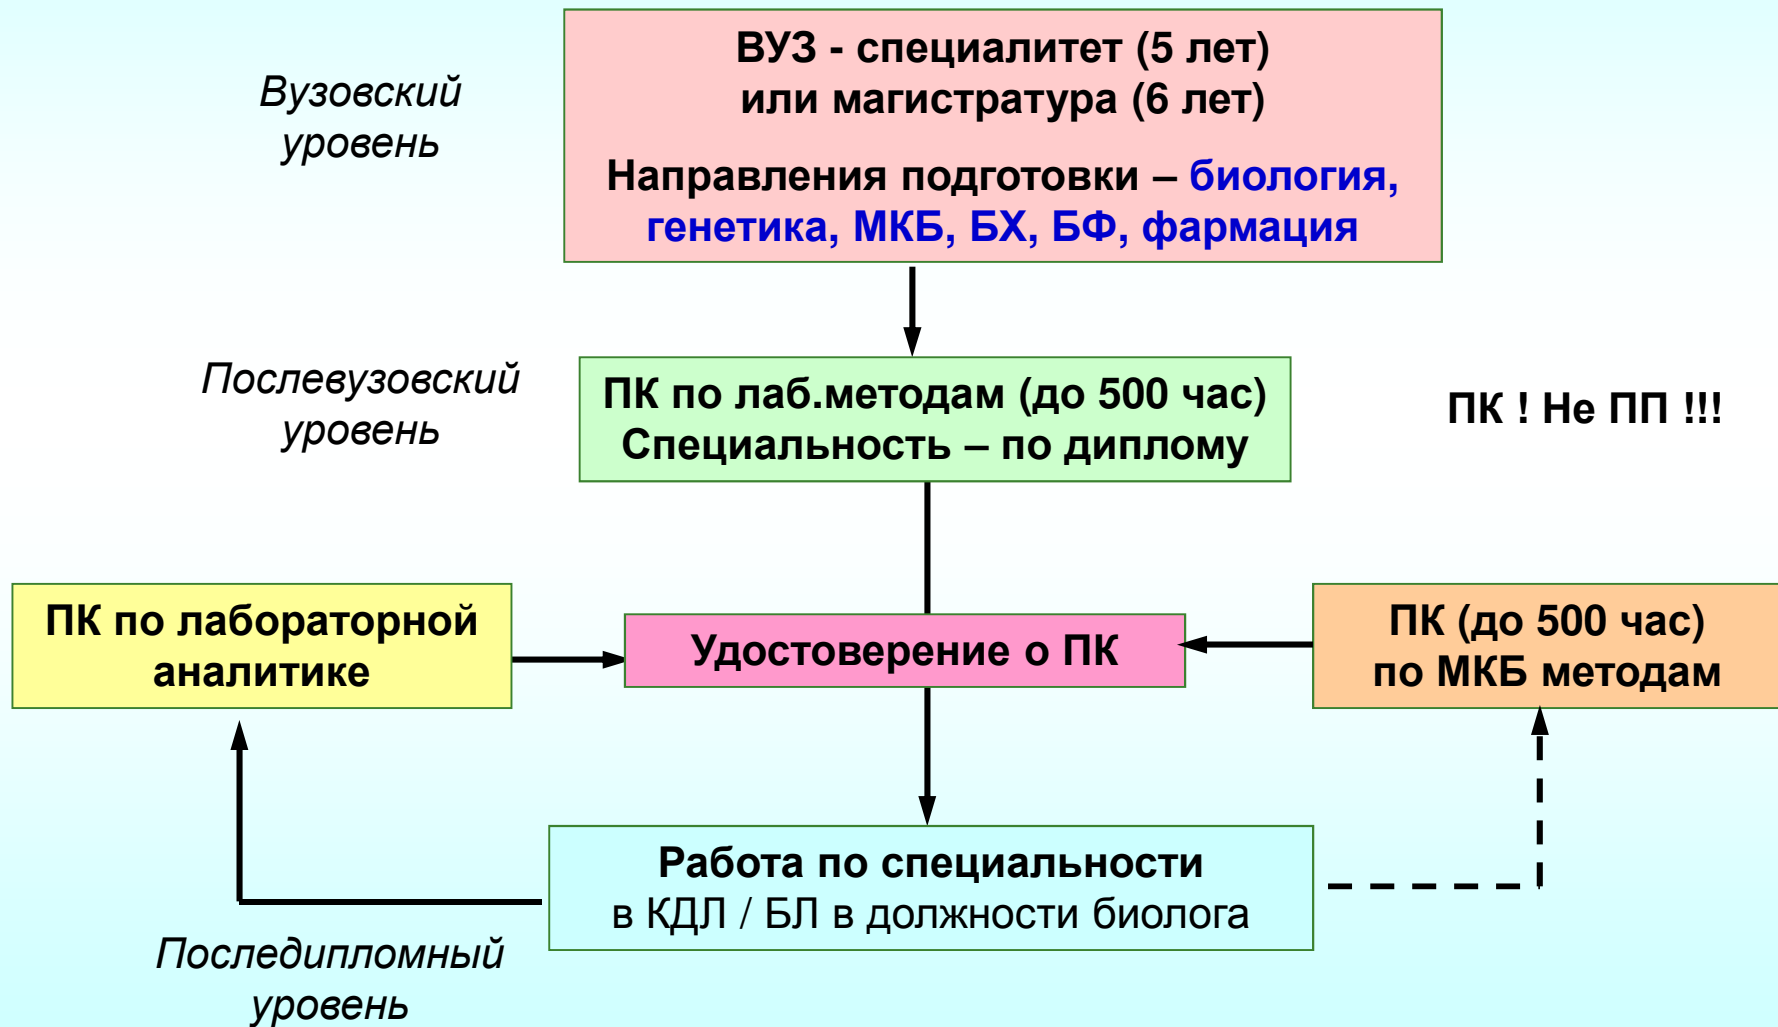 ВУЗ - специалитет (5 лет)
или магистратура (6 лет)
Направления подготовки – биология,
генетика, МКБ, БХ, БФ, фармация
Вузовский
уровень
Послевузовский
уровень
ПК по лаб.методам (до 500 час)
Специальность – по диплому
ПК ! Не ПП !!!
ПК по лабораторной
аналитике
Удостоверение о ПК
ПК (до 500 час)
по МКБ методам
Работа по специальности
в КДЛ / БЛ в должности биолога
Последипломный
уровень